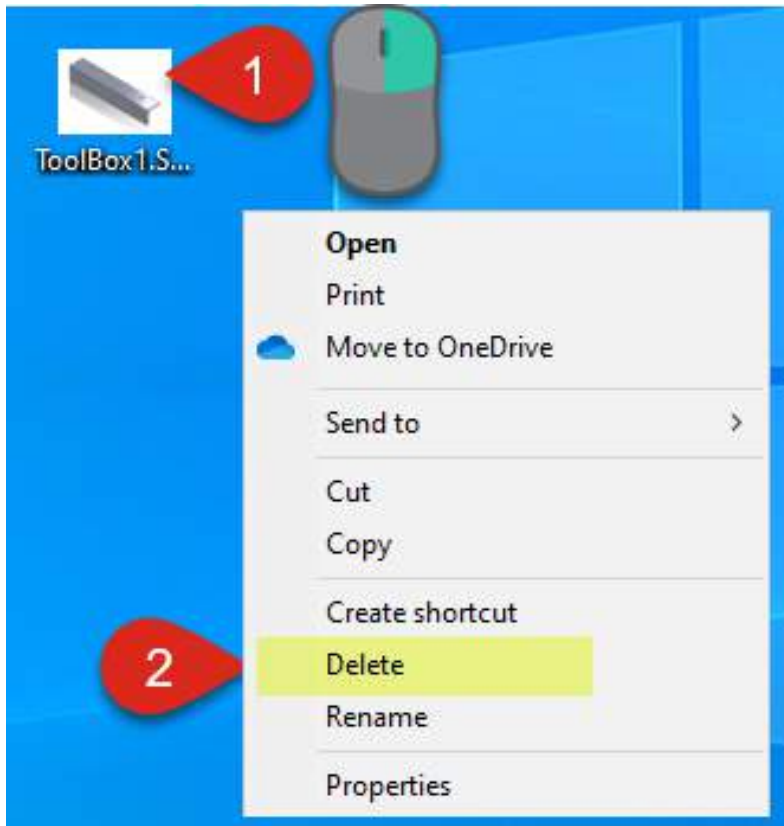 1
ToolBox1.S...
Open
Print
Move to OneDrive
Send to
Cut
Copy
Create shortcut
2
Delete
Rename
Properties